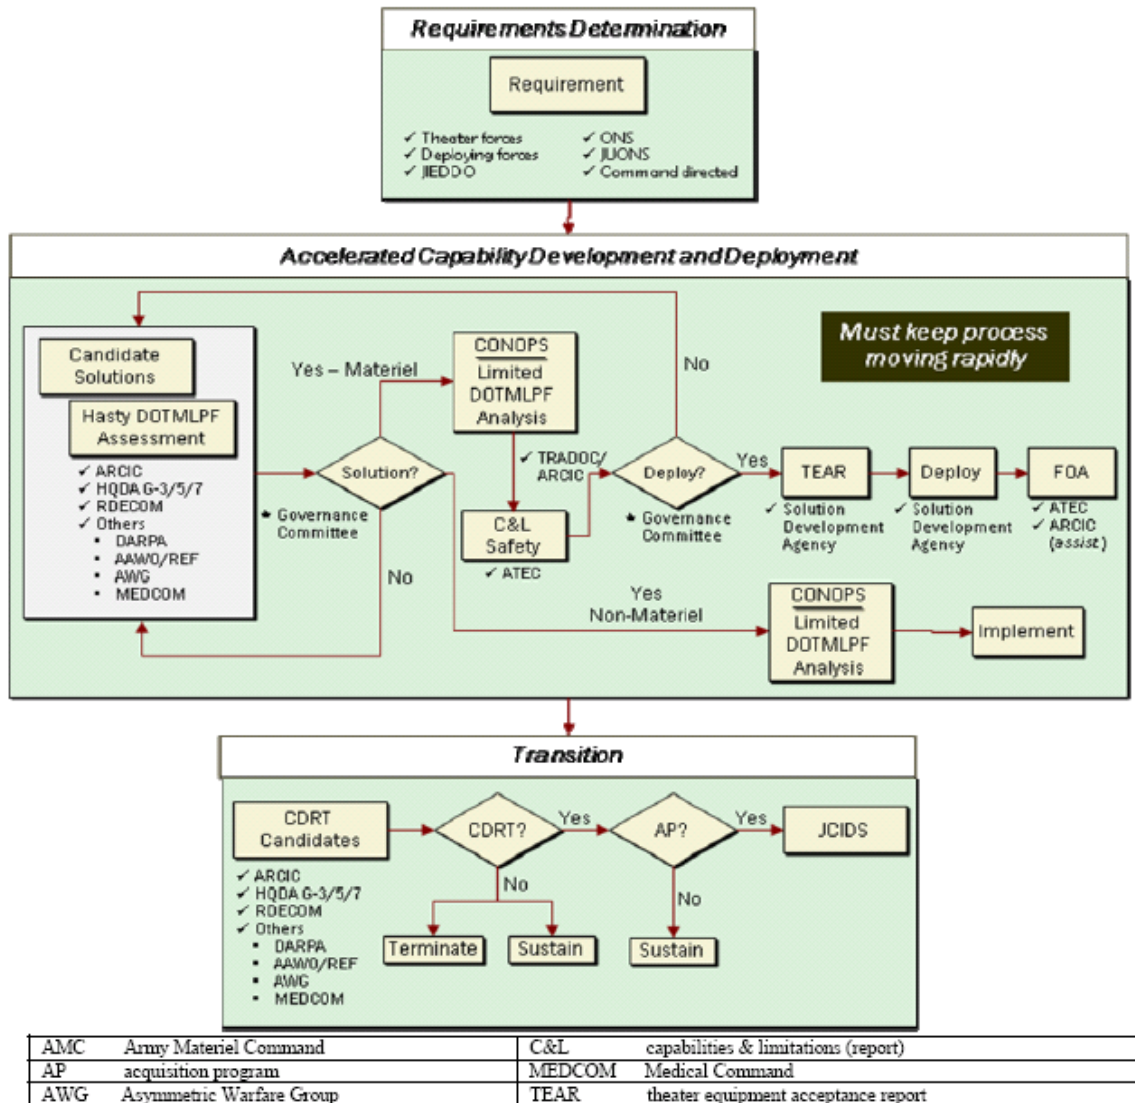 Requirements Determination
Requirement
✓ Theater forces
✓ Deploying forces
✓ JIEDDO
✓ ONS
✓ JUONS
✓ Command directed
Accelerated Capability Development and Deployment
Must keep process
moving rapidly
Candidate
Solutions
Hasty DOTMLPF
Assessment
✓ ARCIC
✓ HQDA G-3/5/7
✓ RDECOM
✓ Others
▪ DARPA
▪ AAWO/REF
▪ AWG
▪ MEDCOM
Solution?
Governance
Committee
Yes – Materiel
No
CONOPS
Limited
DOTMLPF
Analysis
✓ TRADOC/
ARCIC
C&L
Safety
✓ ATEC
Deploy?
Governance
Committee
No
Yes
TEAR
✓ Solution
Development
Agency
Deploy
✓ Solution
Development
Agency
FOA
✓ ATEC
✓ ARCIC
(assist)
Yes
Non-Materiel
CONOPS
Limited
DOTMLPF
Analysis
Implement
Transition
CDRT
Candidates
✓ ARCIC
✓ HQDA G-3/5/7
✓ RDECOM
✓ Others
▪ DARPA
▪ AAWO/REF
▪ AWG
▪ MEDCOM
CDRT?
Yes
No
Terminate
Sustain
AP?
Yes
No
Sustain
JCIDS
AMC Army Materiel Command C&L capabilities & limitations (report)
AP acquisition program MEDCOM Medical Command
AWG Asymmetric Warfare Group TEAR theater equipment acceptance report